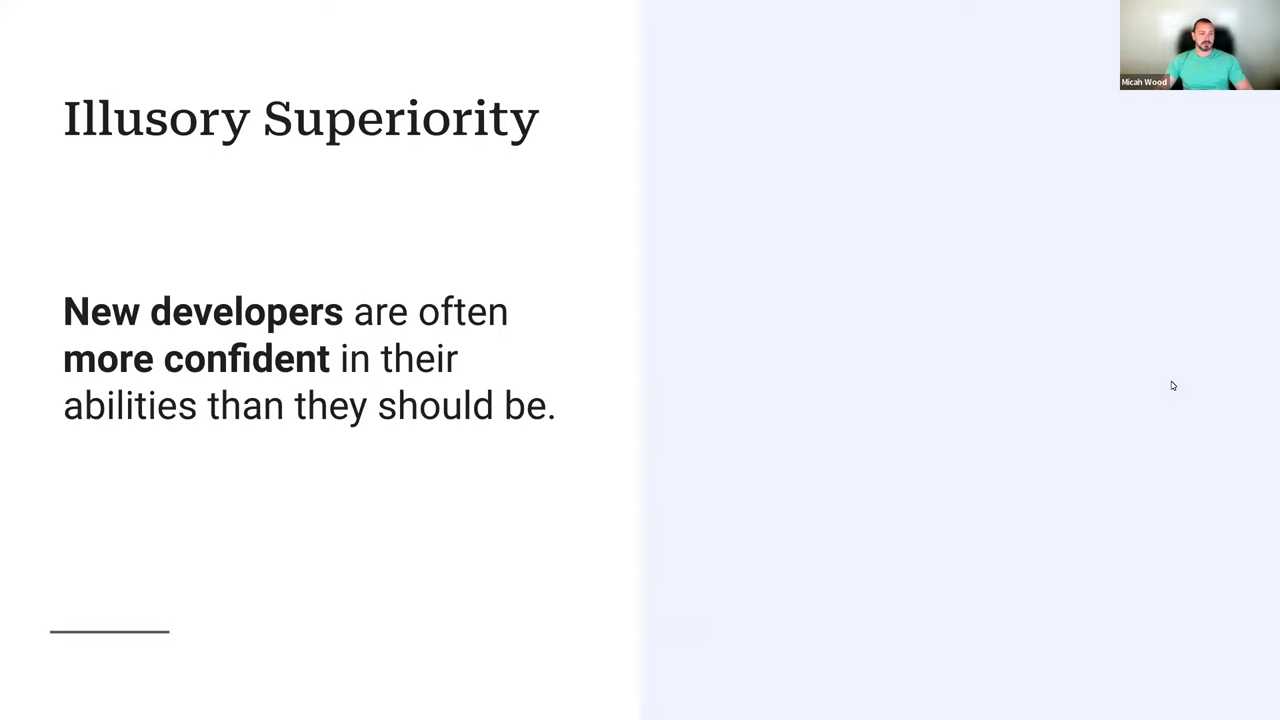 Illusory Superiority
New developers are often
more confident in their
abilities than they should be.
Micah Wood